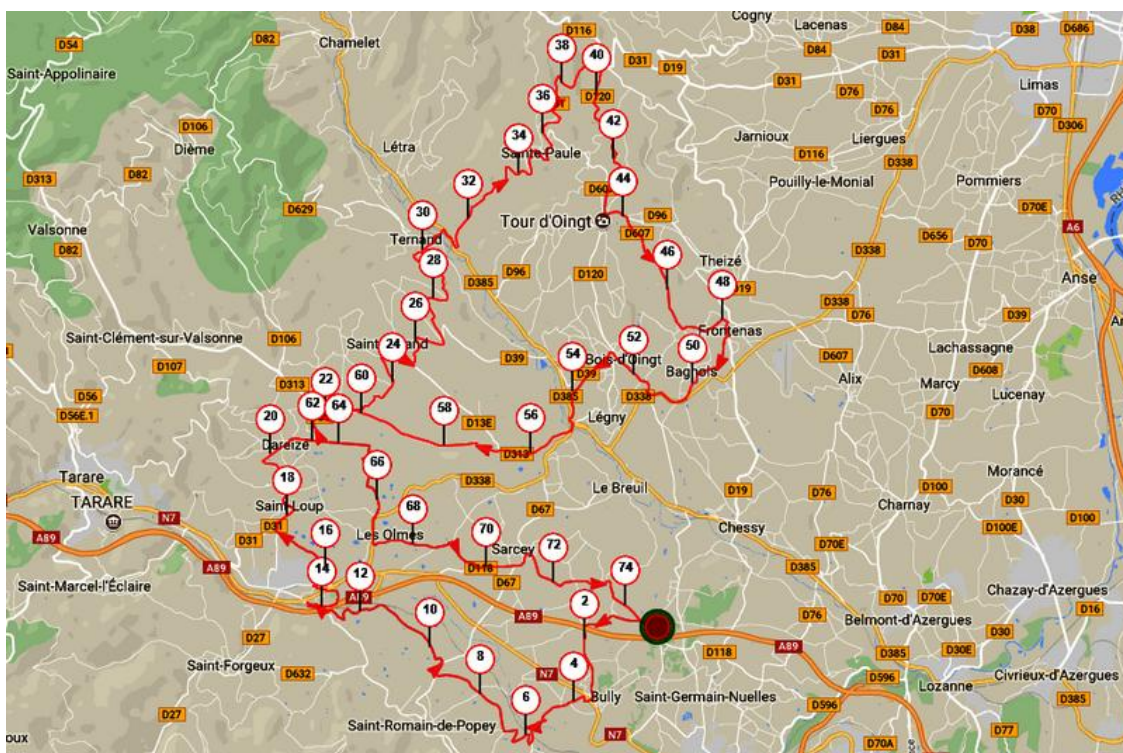 D116
Cogny
Lacenas
D54
D82
D82
Chamelet
38
40
D84
D38
D686
D31
D19
D84
D31
Saint-Appolinaire
D31
Limas
36
D120
D76
D70
D106
D76
D306
Dième
34
42
Jarnioux
Liergues
Létra
Sainte-Paule
D116
D338
D313
D82
32
44
Pouilly-le-Monial
Pommiers
D629
30
Tour d'Oingt
D96
D70E
Valsonne
Ternand
D607
D656
A6
D82
28
46
D338
D70
D385
D96
D120
Theizé
Anse
26
48
D19
D338
D76
D39
Saint-Clément-sur-Valsonne
D106
24
52
Frontenas
D39
54
Bois-d'Oingt
50
D607
Lachassagne
D107
22
60
D39
Bagnols
D608
D313
Alix
Marcy
Lucenay
D56
62
64
58
56
D385
D338
D56E.1
20
D13E
Légny
D70
Dareizé
D313
Tarare
66
Morancé
TARARE
18
D338
Le Breuil
D19
D76
D100
Charnay
D30
Saint-Loup
68
D67
D100
N7
16
70
Chessy
D100E
D31
D31
Les Olmes
Sarcey
72
D70E
A89
A89
14
12
D118
D67
74
D385
Saint-Marcel-l'Éclaire
A89
Chazay-d'Azergues
10
2
A89
D76
D70
D70E
D16
D27
Belmont-d'Azergues
D30
Saint-Forgeux
8
4
D118
A89
D385
D30E
D632
N7
D596
Civrieux-d'Azergues
6
Bully
Saint-Germain-Nuelles
Lozanne
D385
D27
Saint-Romain-de-Popey
D596
D77
N7
D70A